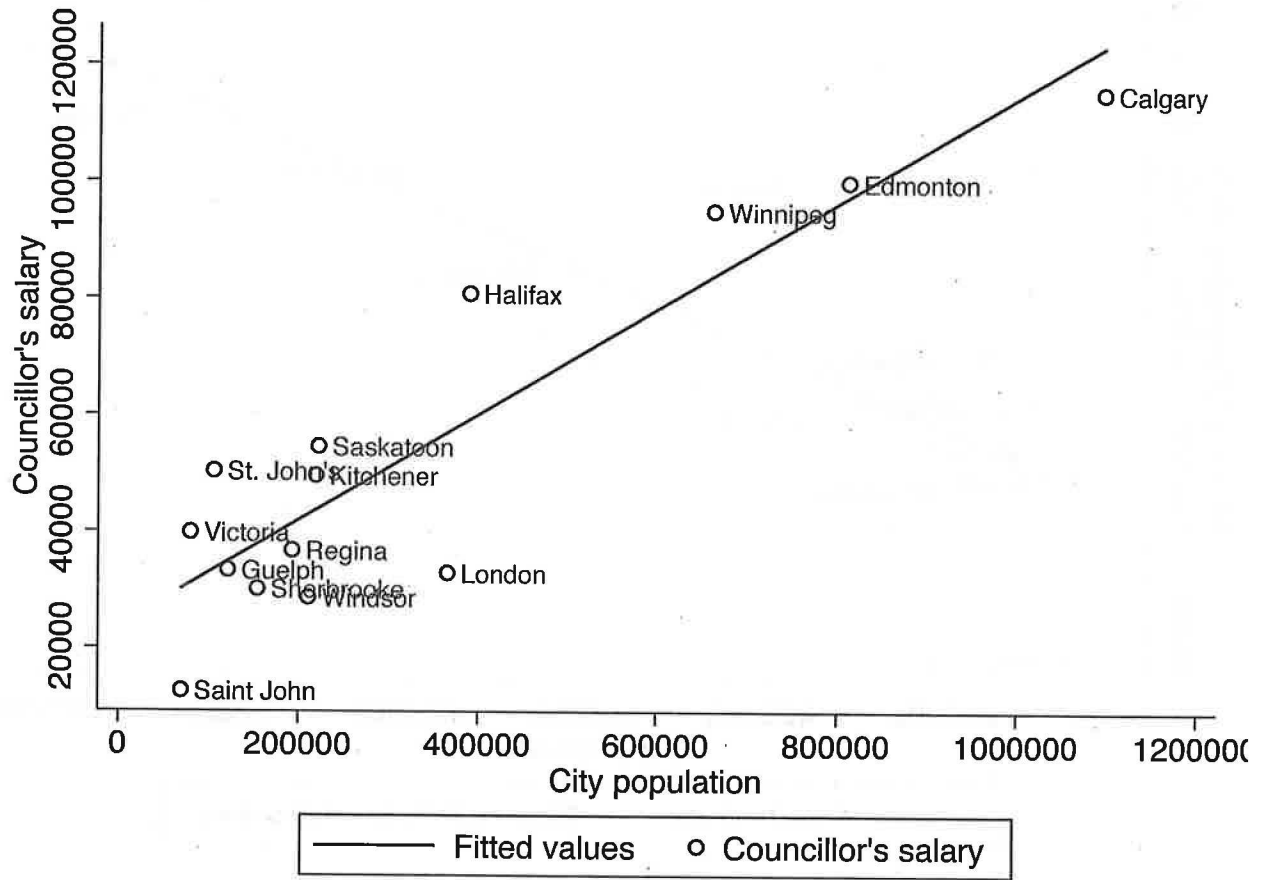 Councillor's salary
120000
100000
80000
60000
40000
20000
Calgary
Edmonton
Winnipeg
Halifax
Saskatoon
St. John's
Kitchener
Victoria
Regina
Guelph
London
Sherbrooke
Windsor
Saint John
0 200000 400000 600000 800000 1000000 1200000
City population
Fitted values Councillor's salary